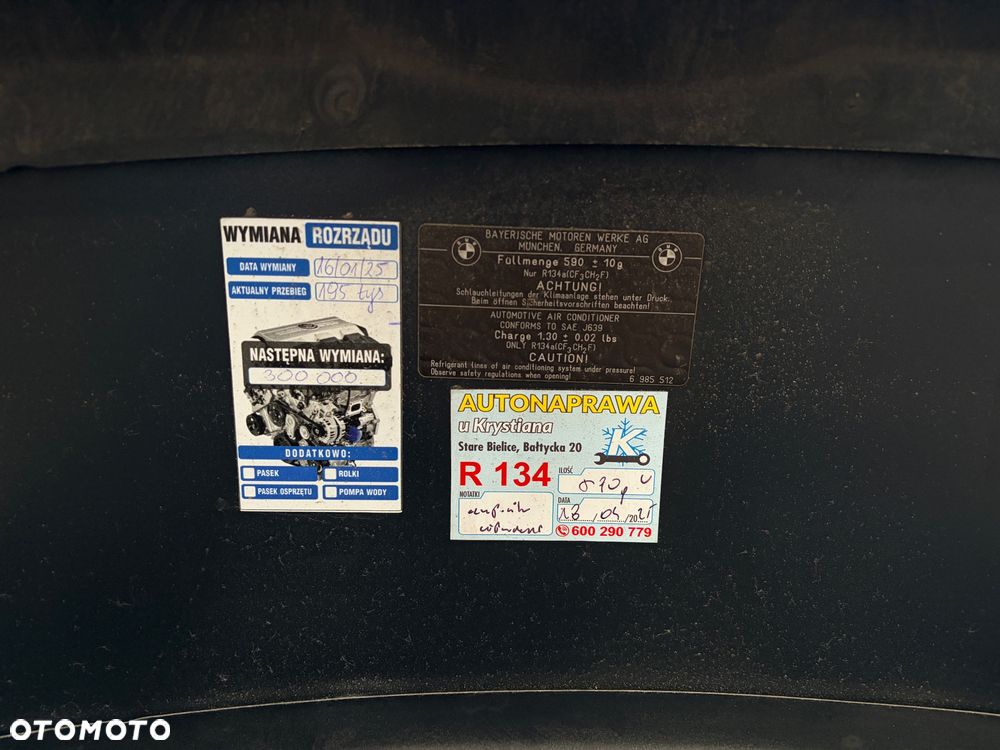 WYMIANA ROZRZĄDU
DATA WYMIANY 16/01/25
AKTUALNY PRZEBIEG 195 tys
NASTĘPNA WYMIANA:
300 000
DODATKOWO:
PASEK ROLKI
PASEK OSPRZĘTU POMPA WODY
BAYERISCHE MOTOREN WERKE AG
MÜNCHEN, GERMANY
Füllmenge 590 ± 10g
Nur R134a(CF₃CH₂F)
ACHTUNG!
Schlauchleitungen der Klimaanlage stehen unter Druck.
Beim öffnen Sicherheitsvorschriften beachten!
AUTOMOTIVE AIR CONDITIONER
CONFORMS TO SAE J639
Charge 1.30 ± 0.02 lbs
ONLY R134a(CF₃CH₂F)
CAUTION!
Refrigerant lines of air conditioning system under pressure!
Observe safety regulations when opening!
6 985 512
AUTONAPRAWA
u Krystiana
Stare Bielice, Bałtycka 20
K
R 134
ILOŚĆ
NOTATKI
DATA
600 290 779
OTOMOTO